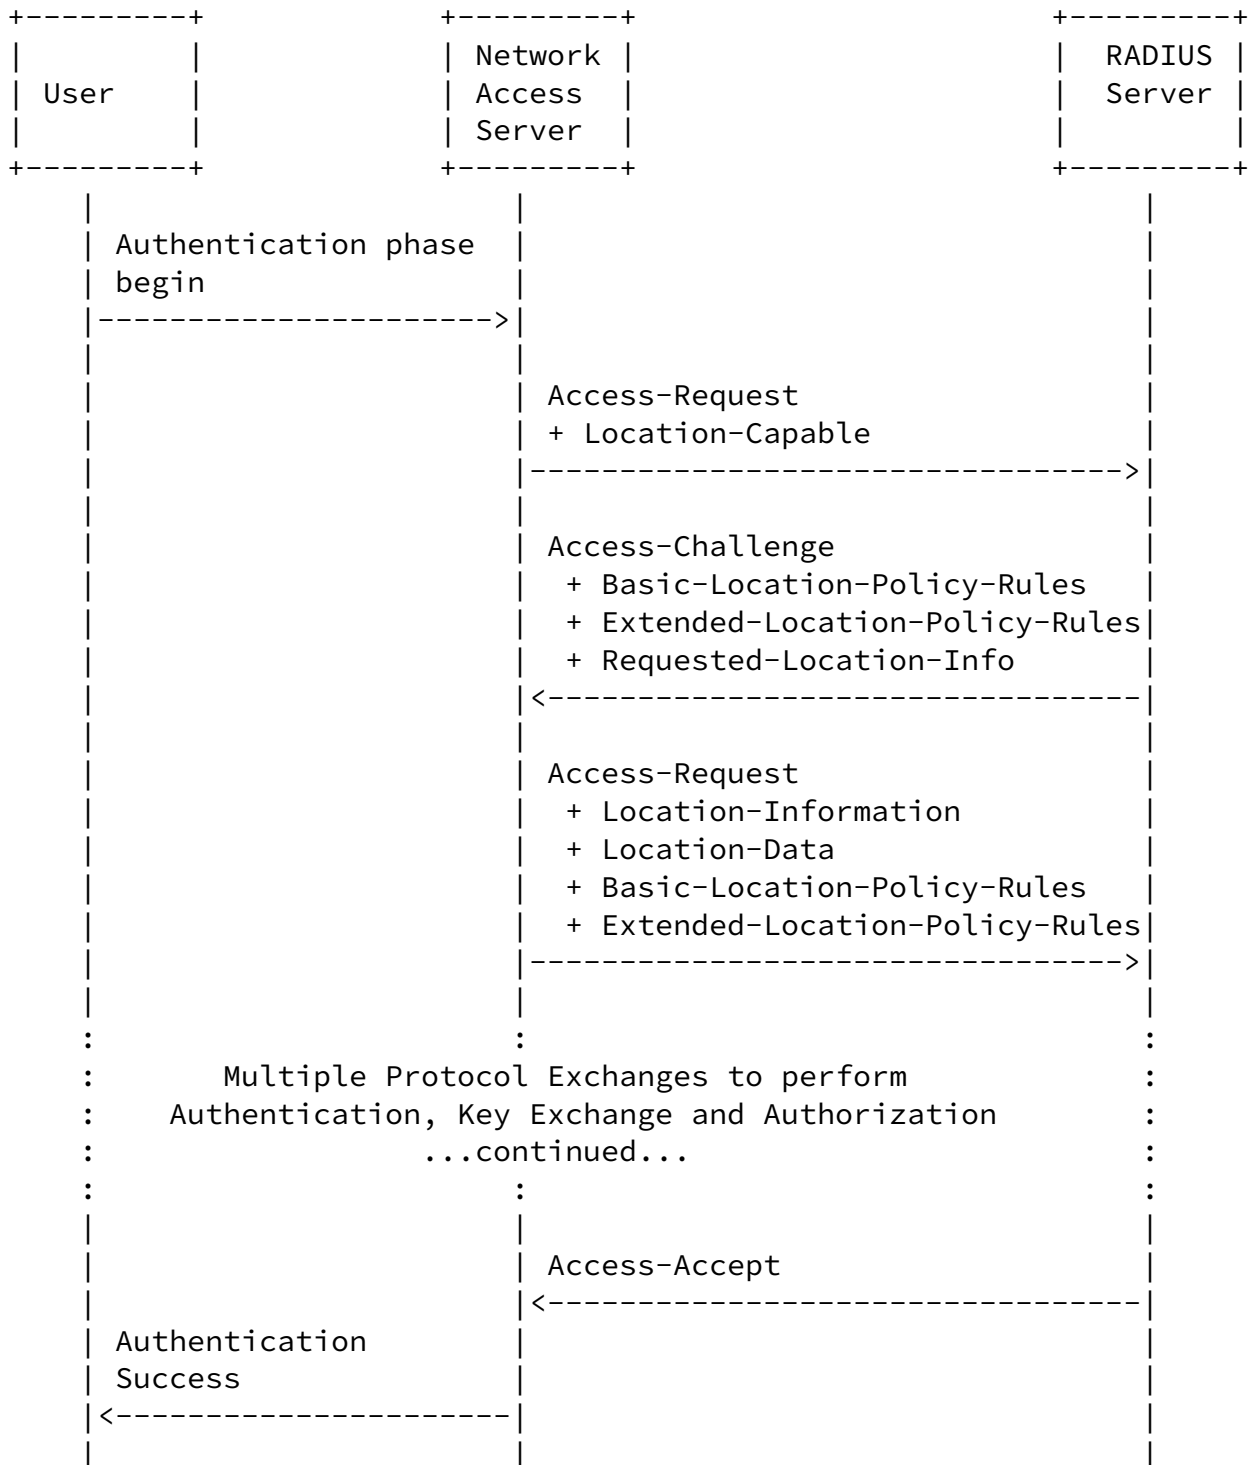 +---------+             +---------+                       +---------+
|         |             | Network |                       |  RADIUS |
| User    |             | Access  |                       |  Server |
|         |             | Server  |                       |         |
+---------+             +---------+                       +---------+
    |                       |                                  |
    | Authentication phase  |                                  |
    | begin                 |                                  |
    |---------------------->|                                  |
    |                       |                                  |
    |                       | Access-Request                   |
    |                       | + Location-Capable               |
    |                       |--------------------------------->|
    |                       |                                  |
    |                       | Access-Challenge                 |
    |                       |  + Basic-Location-Policy-Rules   |
    |                       |  + Extended-Location-Policy-Rules|
    |                       |  + Requested-Location-Info       |
    |                       |<---------------------------------|
    |                       |                                  |
    |                       | Access-Request                   |
    |                       |  + Location-Information          |
    |                       |  + Location-Data                 |
    |                       |  + Basic-Location-Policy-Rules   |
    |                       |  + Extended-Location-Policy-Rules|
    |                       |--------------------------------->|
    |                       |                                  |
    :                       :                                  :
    :       Multiple Protocol Exchanges to perform             :
    :    Authentication, Key Exchange and Authorization        :
    :                  ...continued...                         :
    :                       :                                  :
    |                       |                                  |
    |                       | Access-Accept                    |
    |                       |<---------------------------------|
    | Authentication        |                                  |
    | Success               |                                  |
    |<----------------------|                                  |
    |                       |                                  |